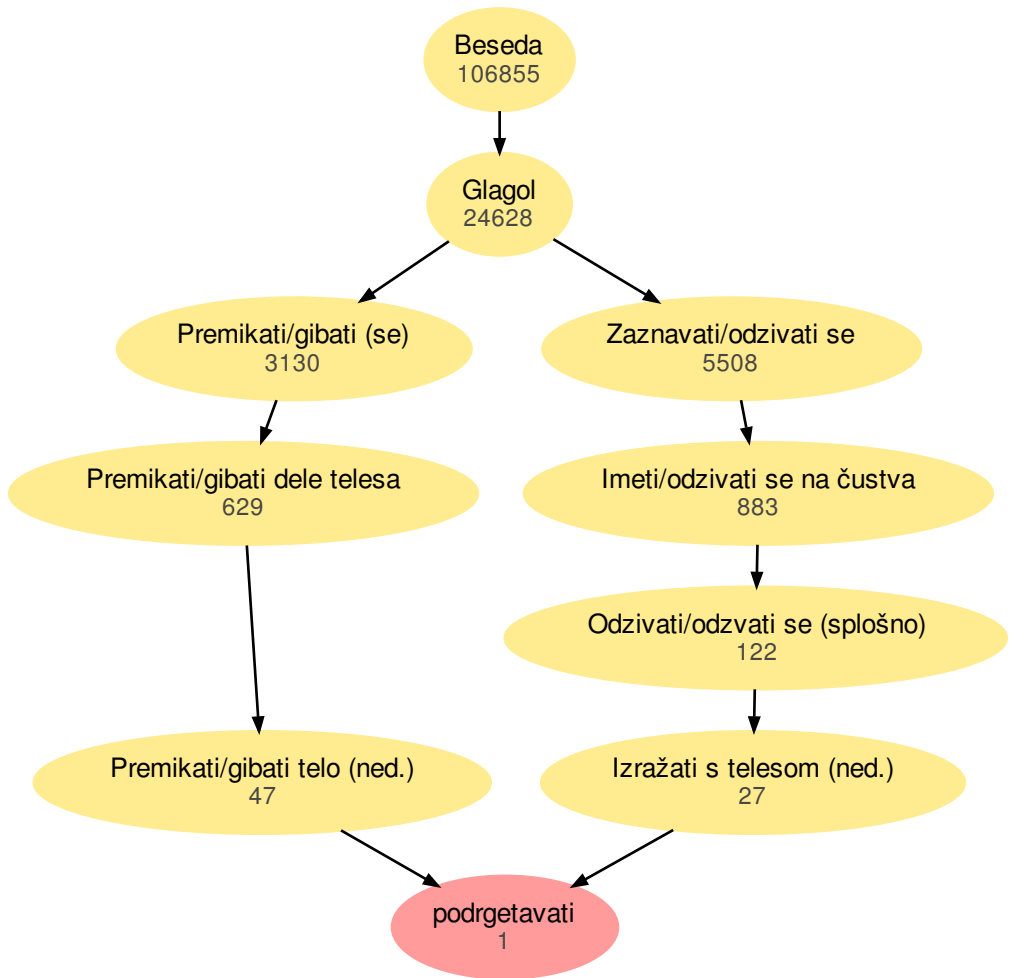 Beseda
106855
Glagol
24628
Premikati/gibati (se)
3130
Zaznavati/odzivati se
5508
Premikati/gibati dele telesa
629
Imeti/odzivati se na čustva
883
Odzivati/odzvati se (splošno)
122
Premikati/gibati telo (ned.)
47
Izražati s telesom (ned.)
27
podrgetavati
1